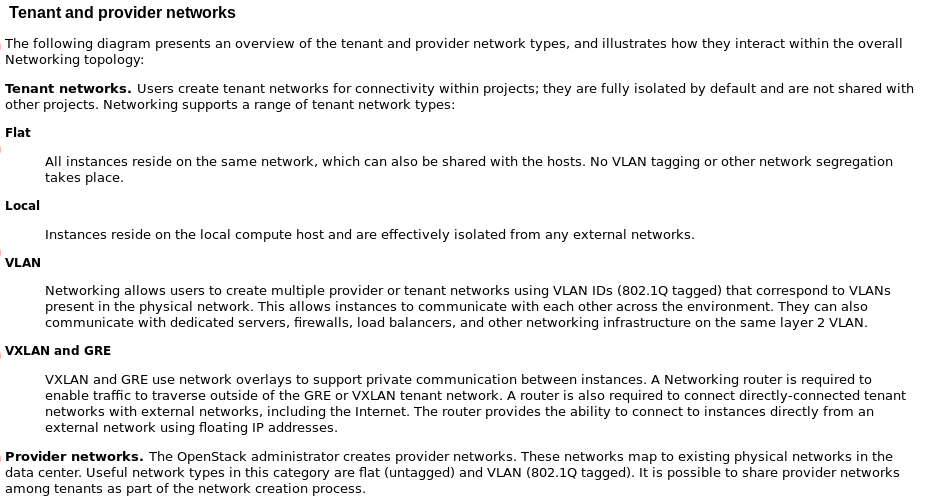 Tenant and provider networks
The following diagram presents an overview of the tenant and provider network types, and illustrates how they interact within the overall
Networking topology:
Tenant networks. Users create tenant networks for connectivity within projects; they are fully isolated by default and are not shared with
other projects. Networking supports a range of tenant network types:
Flat
All instances reside on the same network, which can also be shared with the hosts. No VLAN tagging or other network segregation
takes place.
Local
Instances reside on the local compute host and are effectively isolated from any external networks.
VLAN
Networking allows users to create multiple provider or tenant networks using VLAN IDs (802.1Q tagged) that correspond to VLANs
present in the physical network. This allows instances to communicate with each other across the environment. They can also
communicate with dedicated servers, firewalls, load balancers, and other networking infrastructure on the same layer 2 VLAN.
VXLAN and GRE
VXLAN and GRE use network overlays to support private communication between instances. A Networking router is required to
enable traffic to traverse outside of the GRE or VXLAN tenant network. A router is also required to connect directly-connected tenant
networks with external networks, including the Internet. The router provides the ability to connect to instances directly from an
external network using floating IP addresses.
Provider networks. The OpenStack administrator creates provider networks. These networks map to existing physical networks in the
data center. Useful network types in this category are flat (untagged) and VLAN (802.1Q tagged). It is possible to share provider networks
among tenants as part of the network creation process.